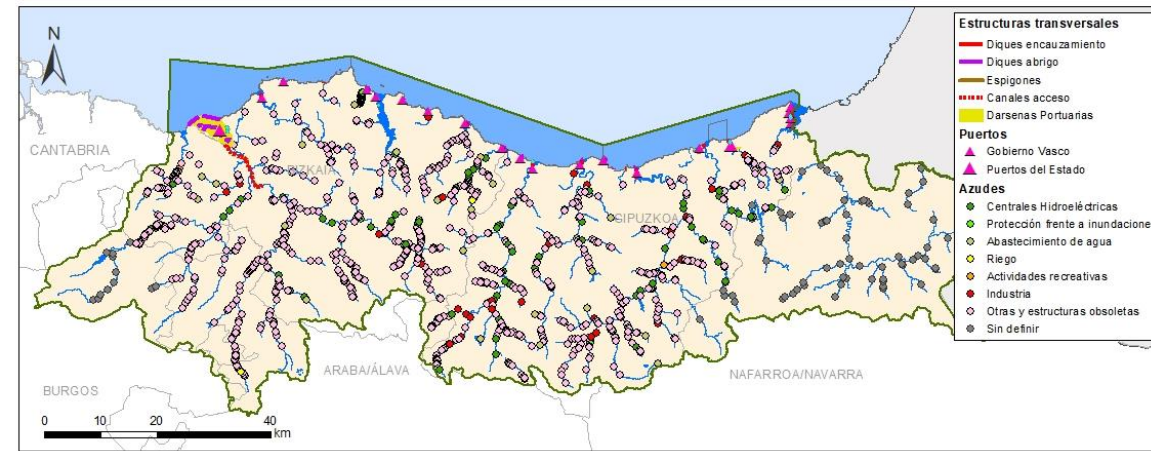 N
CANTABRIA
BIZKAIA
GIPUZKOA
ARABA/ÁLAVA
NAFARROA/NAVARRA
BURGOS
0 10 20 40
km
Estructuras transversales
Diques encauzamiento
Diques abrigo
Espigones
Canales acceso
Darsenas Portuarias
Puertos
Gobierno Vasco
Puertos del Estado
Azudes
Centrales Hidroeléctricas
Protección frente a inundacione
Abastecimiento de agua
Riego
Actividades recreativas
Industria
Otras y estructuras obsoletas
Sin definir